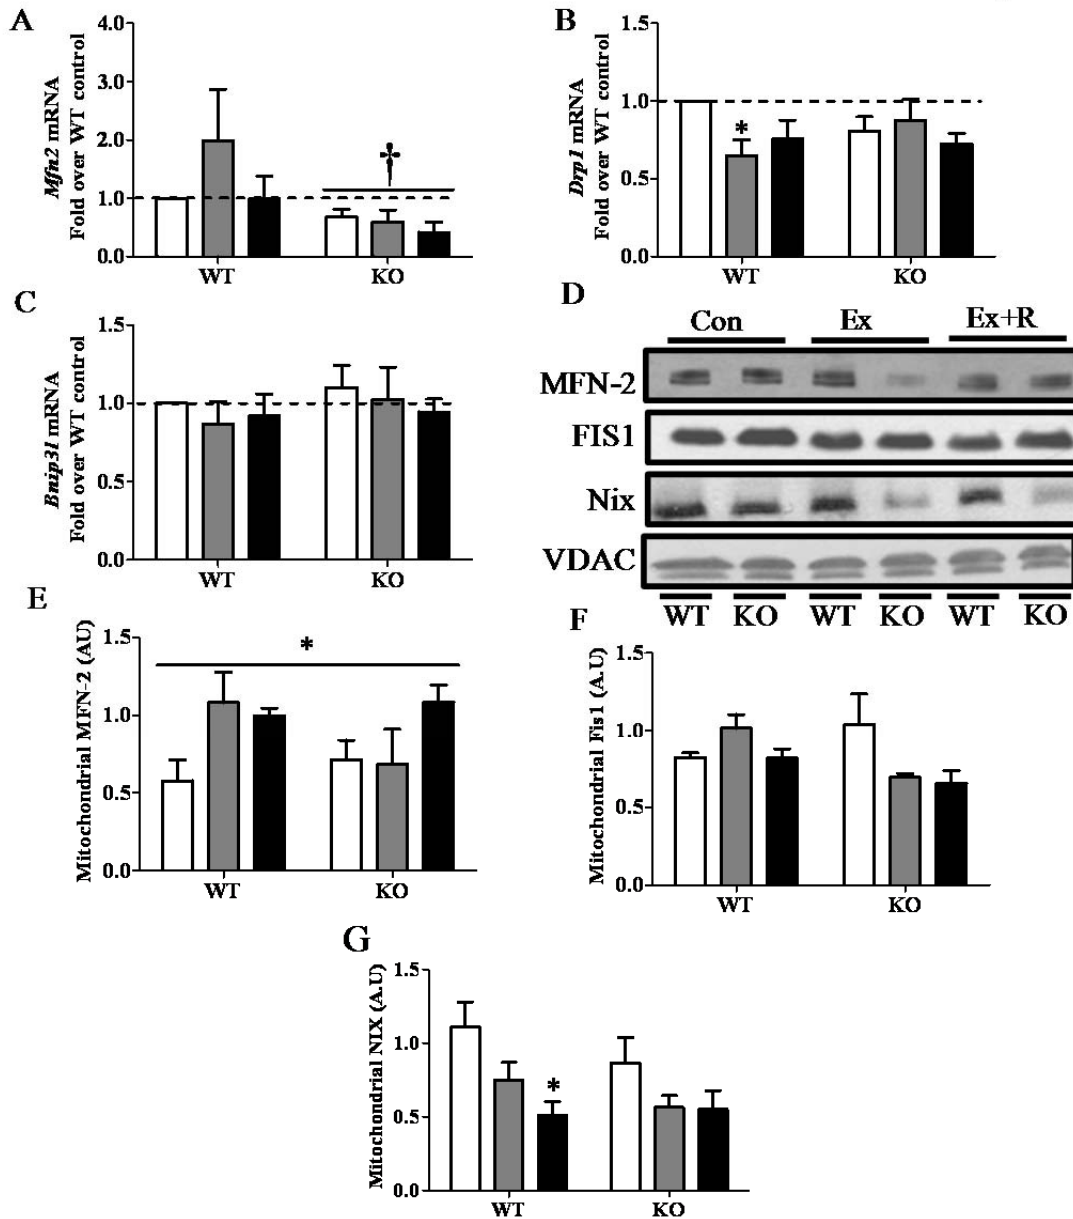 A
Mfn2 mRNA
Fold over WT control
4.0
3.0
2.0
1.0
0.0
†
WT
KO
B
Drp1 mRNA
Fold over WT control
1.5
1.0
0.5
0.0
*
WT
KO
C
Bnip3l mRNA
Fold over WT control
1.5
1.0
0.5
0.0
WT
KO
D
Con
Ex
Ex+R
MFN-2
FIS1
Nix
VDAC
WT KO WT KO WT KO
E
Mitochondrial MFN-2 (AU)
1.5
1.0
0.5
0.0
*
WT
KO
F
Mitochondrial Fis1 (A.U)
1.5
1.0
0.5
0.0
WT
KO
G
Mitochondrial NIX (A.U)
1.5
1.0
0.5
0.0
*
WT
KO